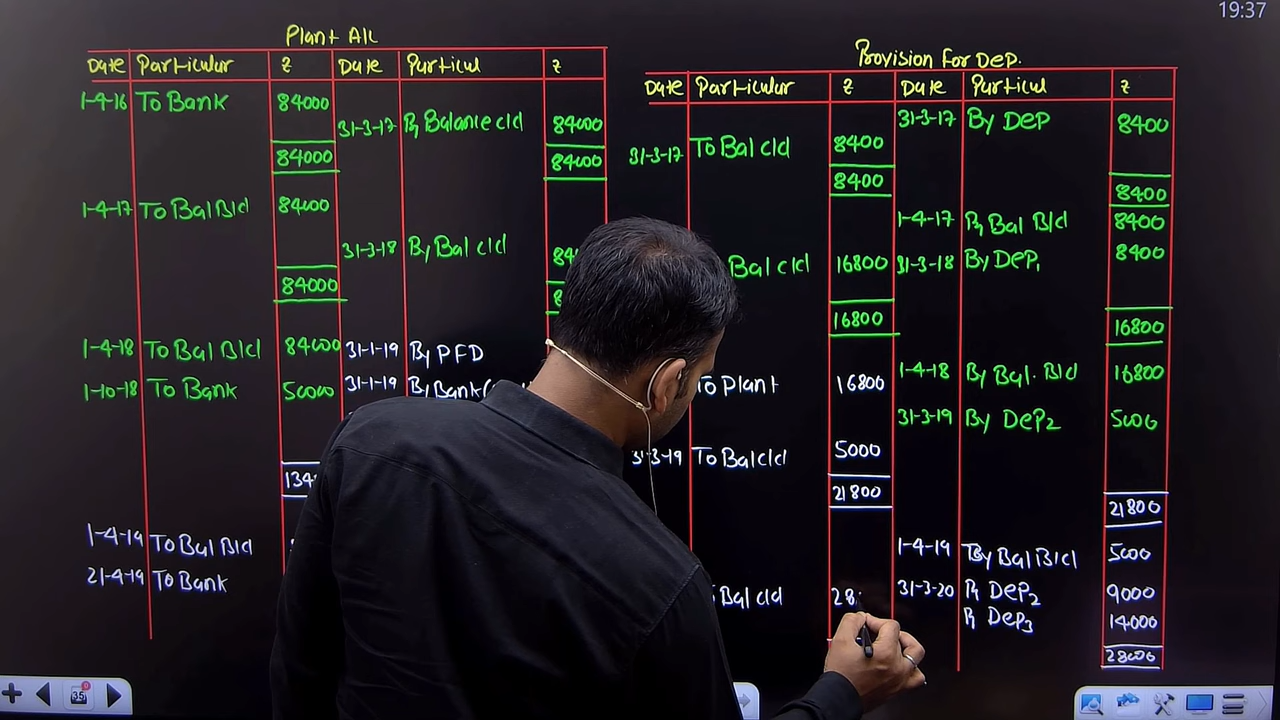 19:37
Plant A/c
Date Particular ₹ Date Particul ₹
1-4-16 To Bank 84000
31-3-17 By Balance c/d 84000
84000 84000
1-4-17 To Bal B/d 84000
31-3-18 By Bal c/d
84000
1-4-18 To Bal B/d 84000 31-1-19 By PFD
1-10-18 To Bank 50000 31-1-19 By Bank
1-4-19 To Bal B/d
21-4-19 To Bank
Provision for Dep.
Date Particular ₹ Date Particul ₹
31-3-17 By Dep 8400
31-3-17 To Bal c/d 8400
8400 8400
1-4-17 By Bal B/d 8400
Bal c/d 16800 31-3-18 By Dep1 8400
16800 16800
1-4-18 By Bal. B/d 16800
To Plant 16800
31-3-19 By Dep2 5000
31-3-19 To Bal c/d 5000
21800 21800
1-4-19 By Bal B/d 5000
Bal c/d 28 31-3-20 By Dep2 9000
By Dep3 14000
28000
35